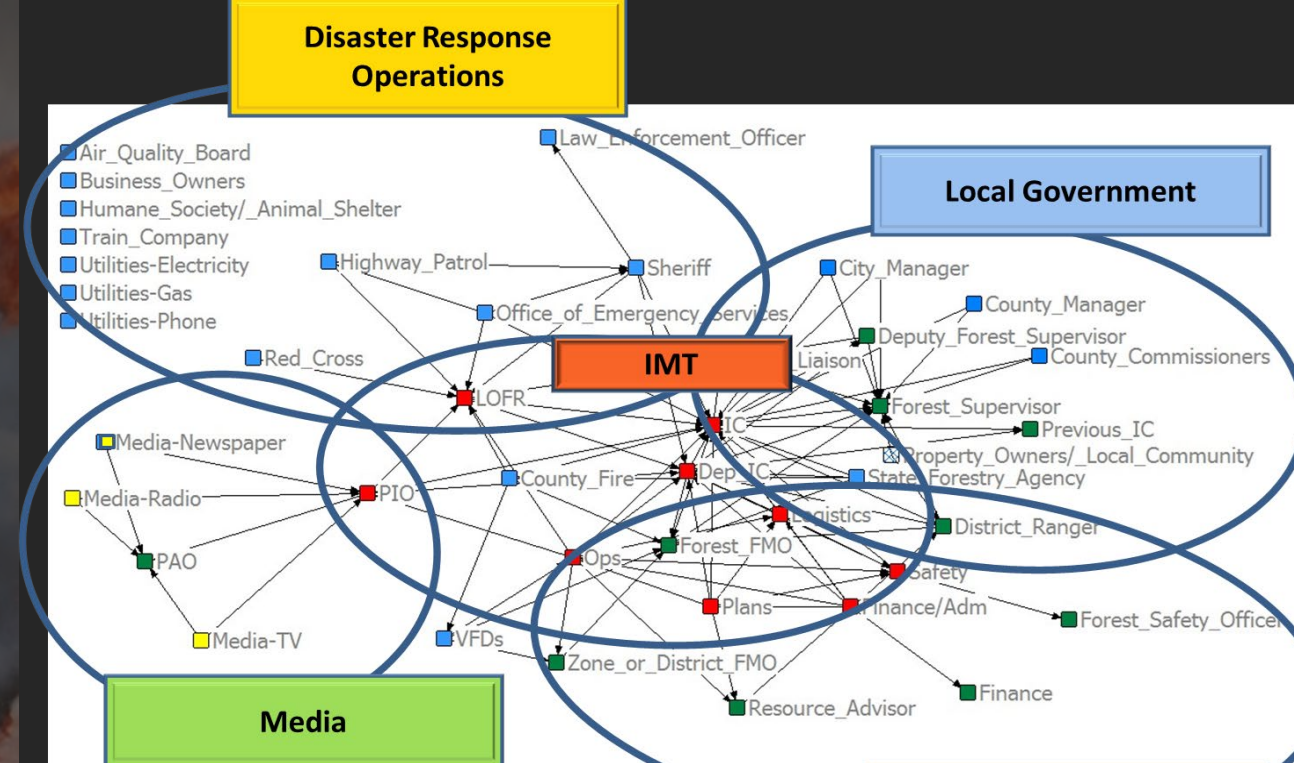 Disaster Response
Operations
Law_Enforcement_Officer
Air_Quality_Board
Business_Owners
Humane_Society/_Animal_Shelter
Train_Company
Utilities-Electricity
Utilities-Gas
Utilities-Phone
Local Government
Highway_Patrol
Sheriff
City_Manager
Office_of_Emergency_Services
County_Manager
Deputy_Forest_Supervisor
Red_Cross
IMT
_Liaison
County_Commissioners
LOFR
Forest_Supervisor
IC
Previous_IC
Media-Newspaper
Property_Owners/_Local_Community
County_Fire
Dep_IC
State_Forestry_Agency
Media-Radio
PIO
Logistics
District_Ranger
PAO
Ops
Forest_FMO
Safety
Plans
Finance/Adm
Forest_Safety_Officer
Media-TV
VFDs
Zone_or_District_FMO
Finance
Resource_Advisor
Media